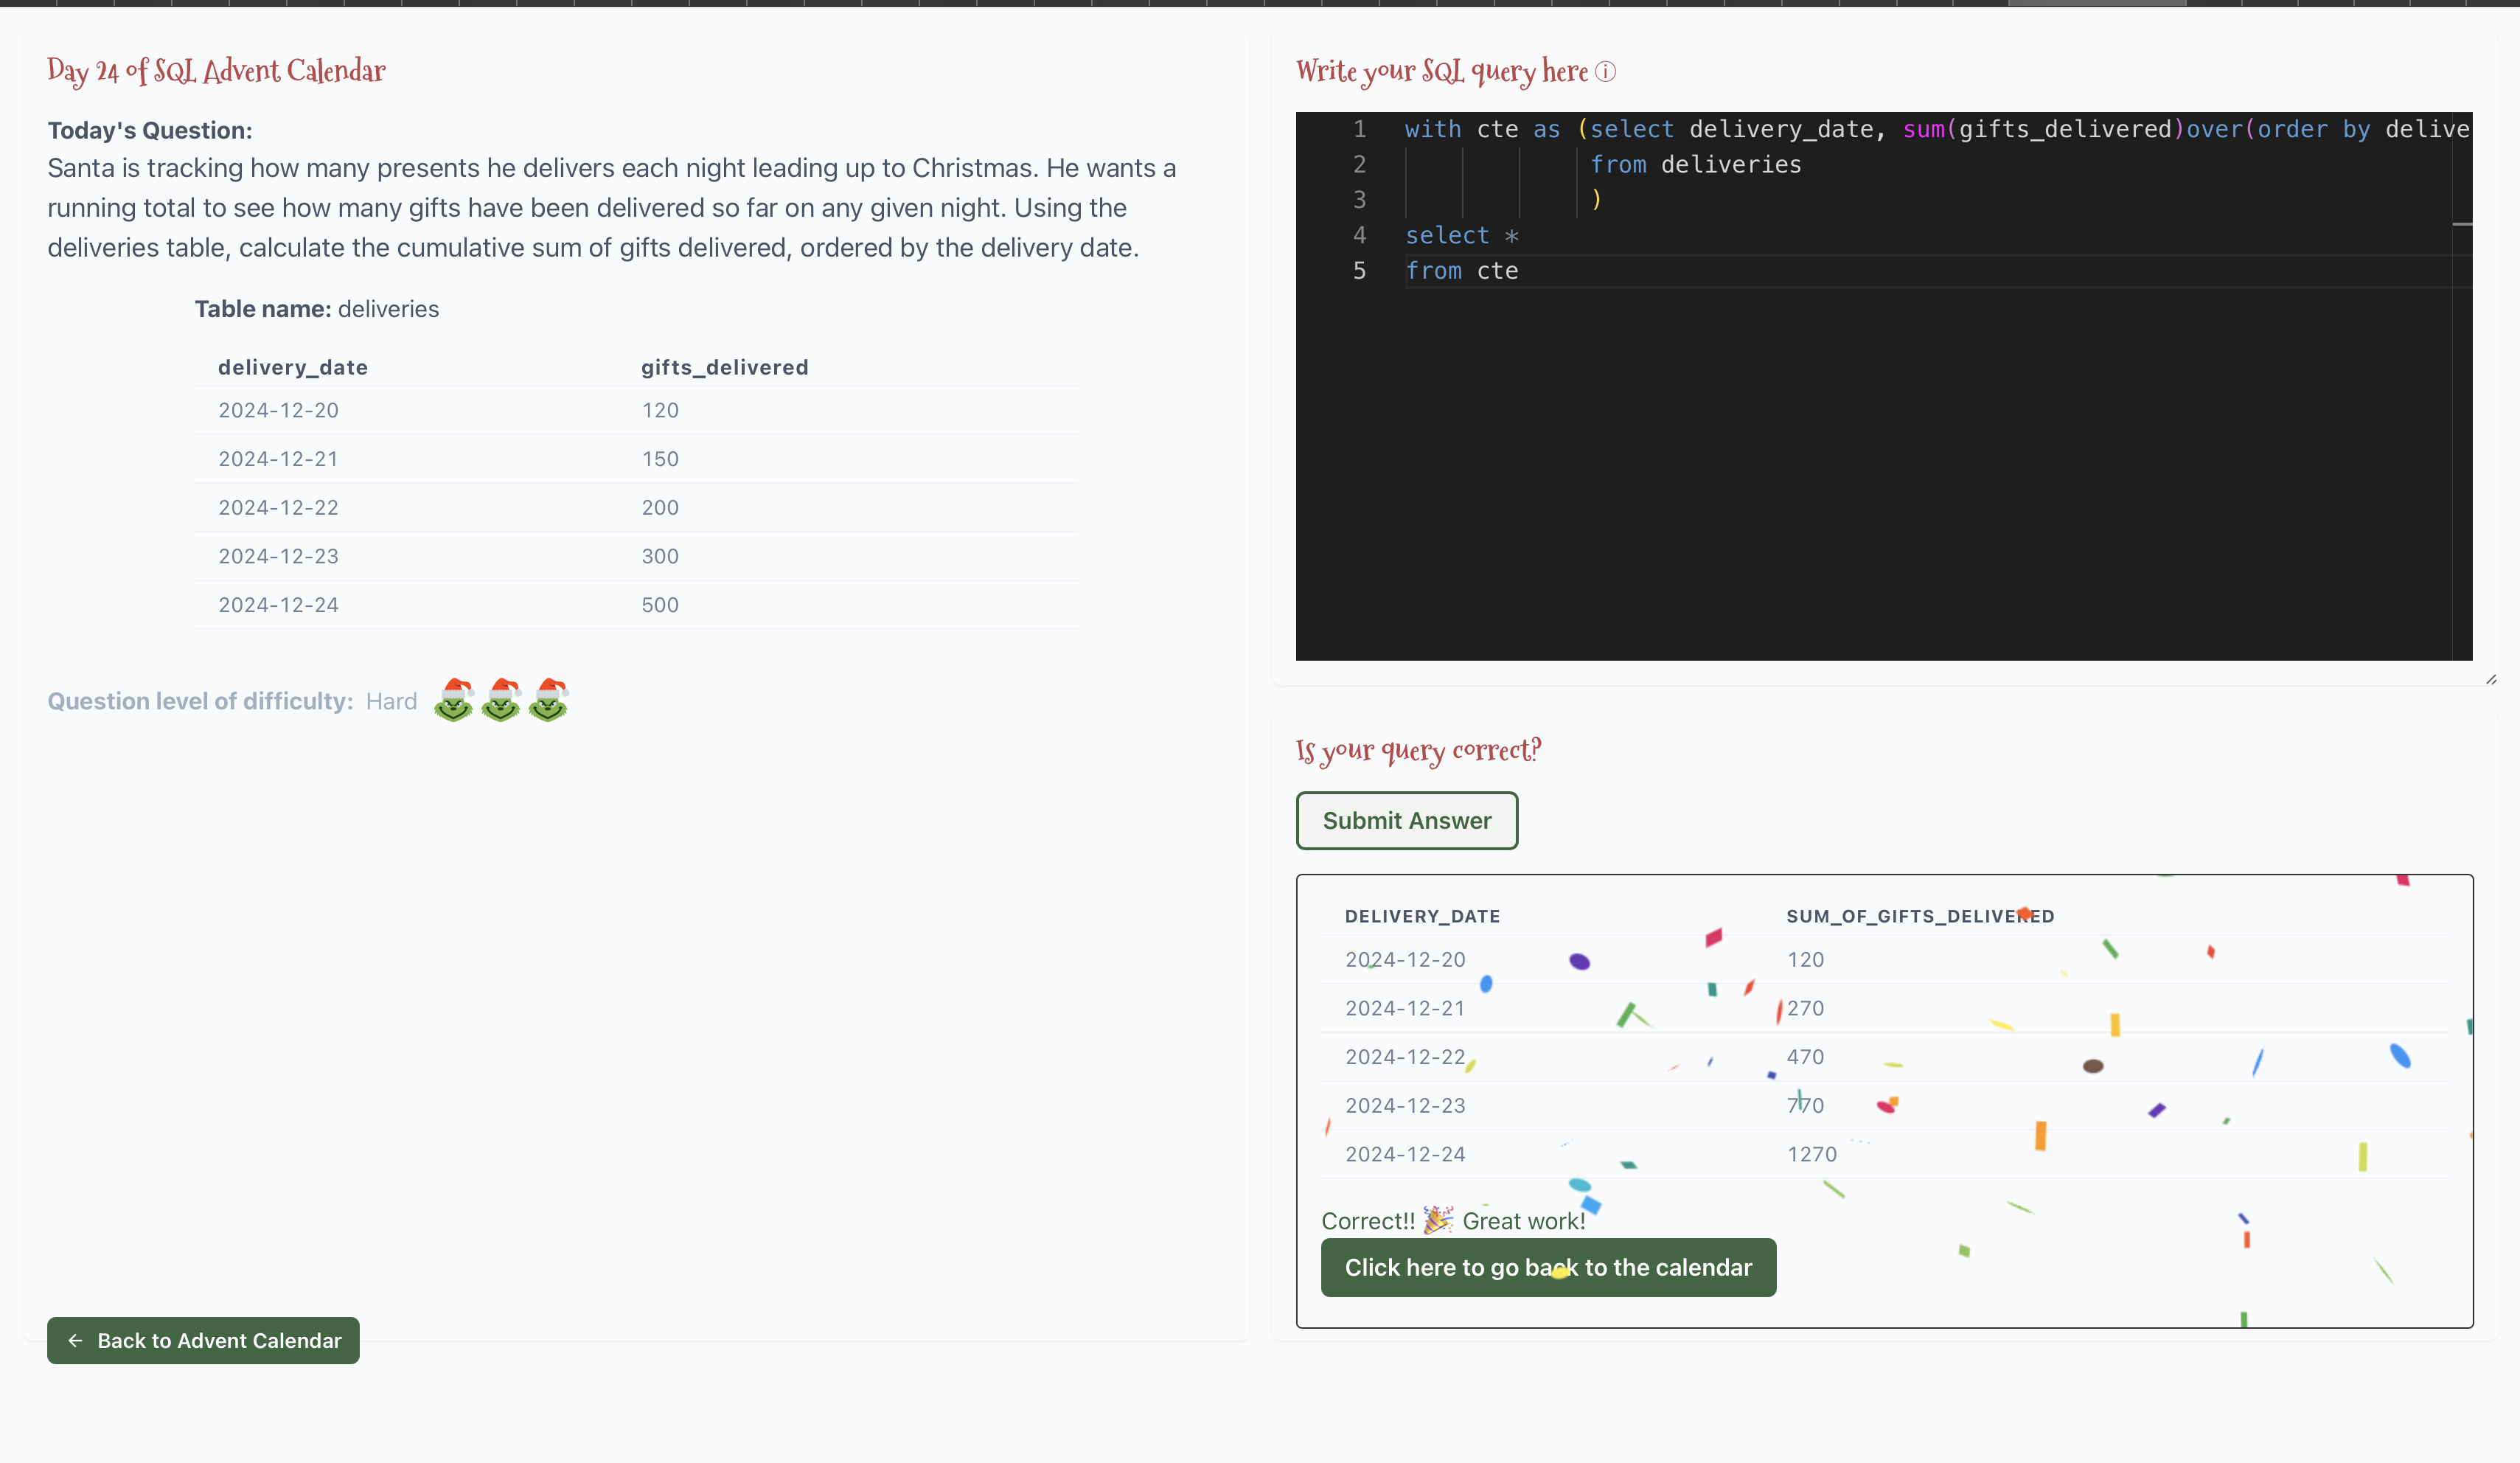 Day 24 of SQL Advent Calendar
Today's Question:
Santa is tracking how many presents he delivers each night leading up to Christmas. He wants a
running total to see how many gifts have been delivered so far on any given night. Using the
deliveries table, calculate the cumulative sum of gifts delivered, ordered by the delivery date.
Table name: deliveries
delivery_date gifts_delivered
2024-12-20 120
2024-12-21 150
2024-12-22 200
2024-12-23 300
2024-12-24 500
Question level of difficulty: Hard
← Back to Advent Calendar
Write your SQL query here ⓘ
1 with cte as (select delivery_date, sum(gifts_delivered)over(order by delive
2 from deliveries
3 )
4 select *
5 from cte
Is your query correct?
Submit Answer
DELIVERY_DATE SUM_OF_GIFTS_DELIVERED
2024-12-20 120
2024-12-21 270
2024-12-22 470
2024-12-23 770
2024-12-24 1270
Correct!! 🎉 Great work!
Click here to go back to the calendar